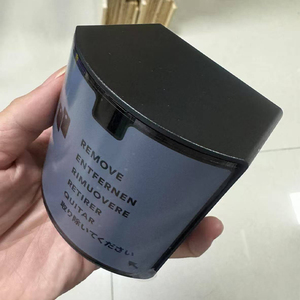 REMOVE
ENTFERNEN
RIMUOVERE
RETIRER
QUITAR
取り除いてください